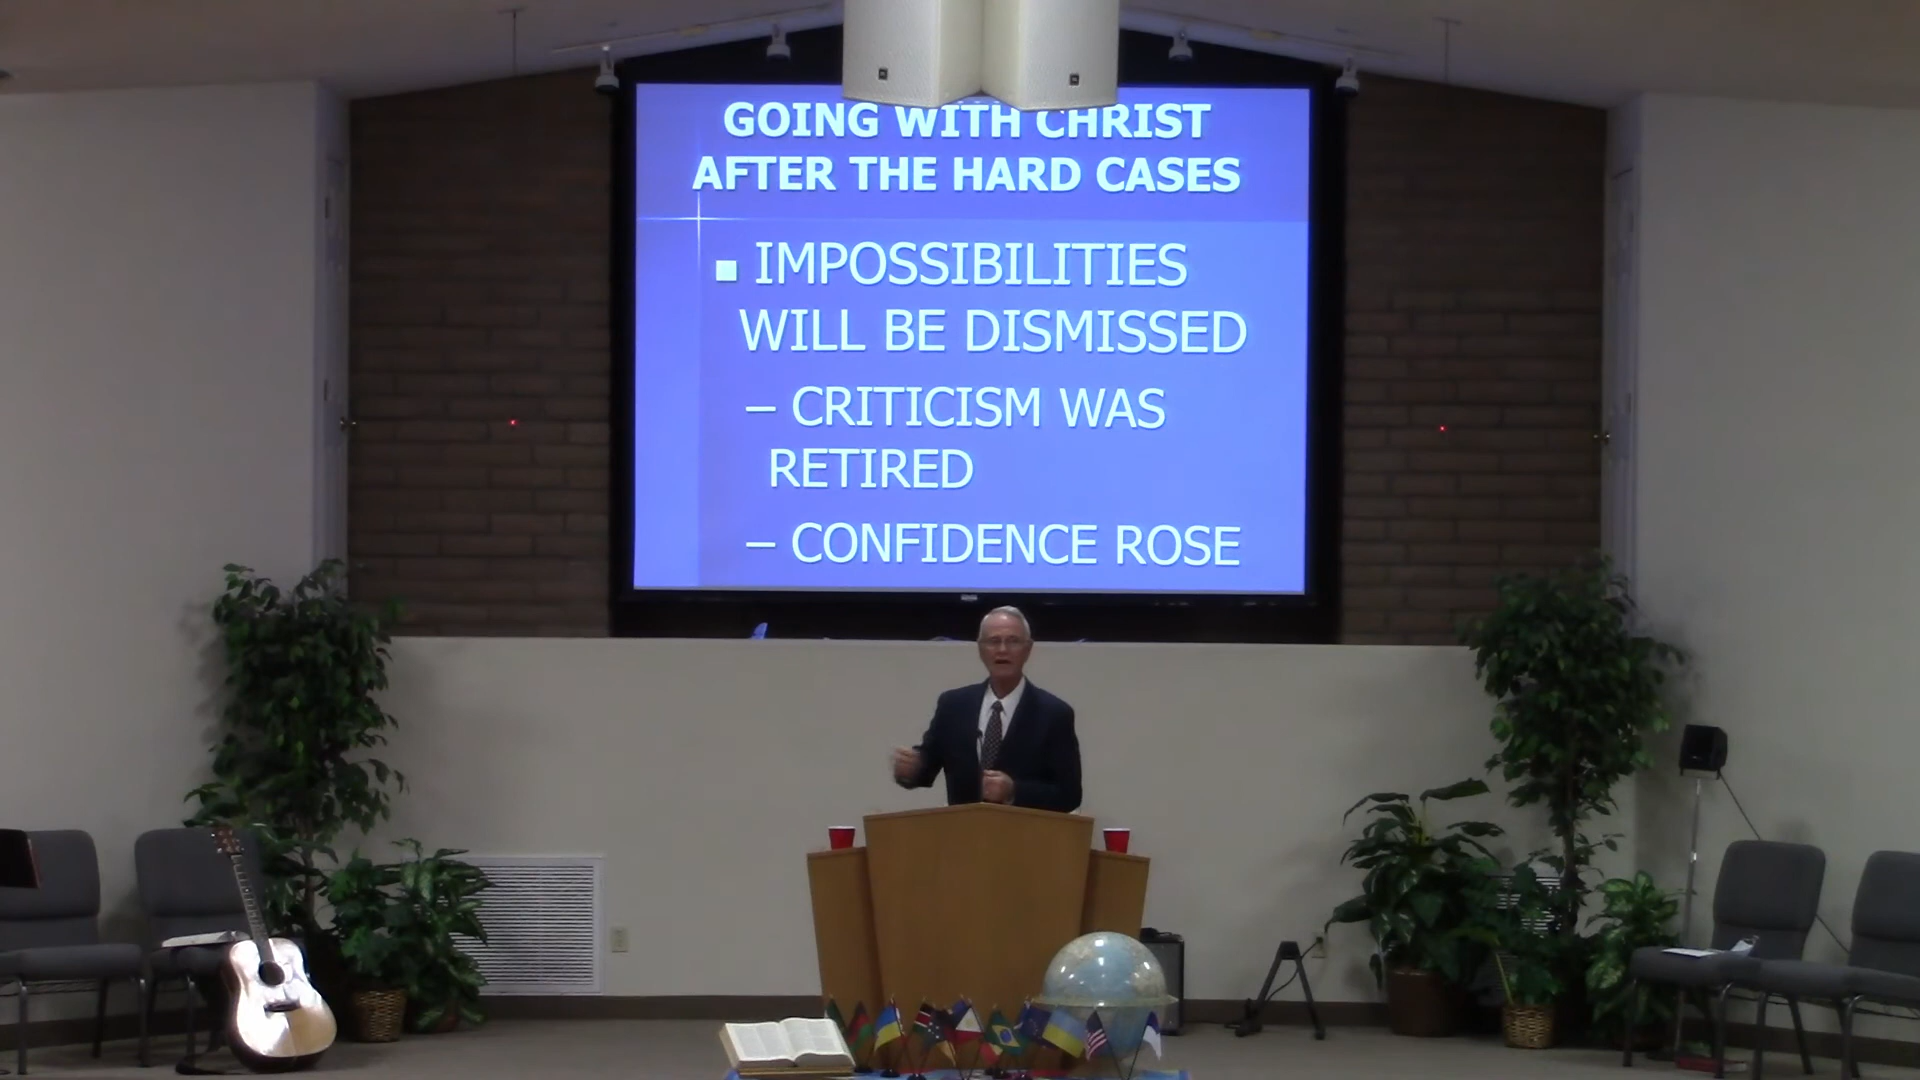 GOING WITH CHRIST
AFTER THE HARD CASES
■ IMPOSSIBILITIES
WILL BE DISMISSED
– CRITICISM WAS
RETIRED
– CONFIDENCE ROSE